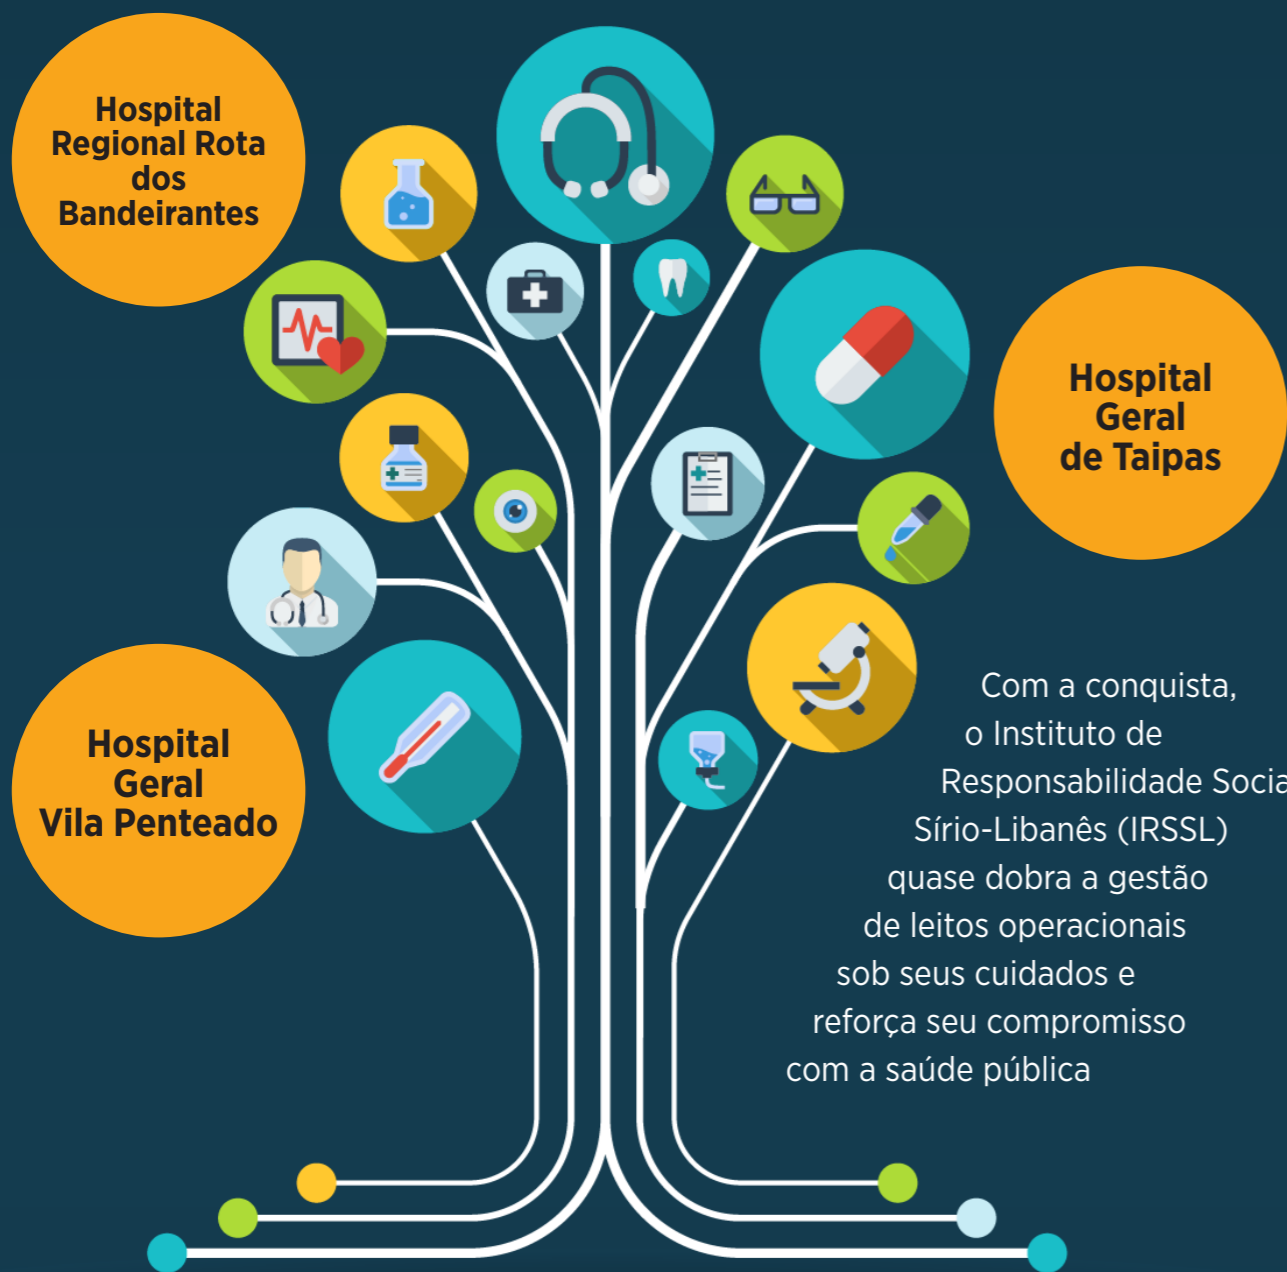 Hospital
Regional Rota
dos
Bandeirantes
Hospital
Geral
de Taipas
Hospital
Geral
Vila Penteado
Com a conquista,
o Instituto de
Responsabilidade Socia
Sírio-Libanês (IRSSL)
quase dobra a gestão
de leitos operacionais
sob seus cuidados e
reforça seu compromisso
com a saúde pública